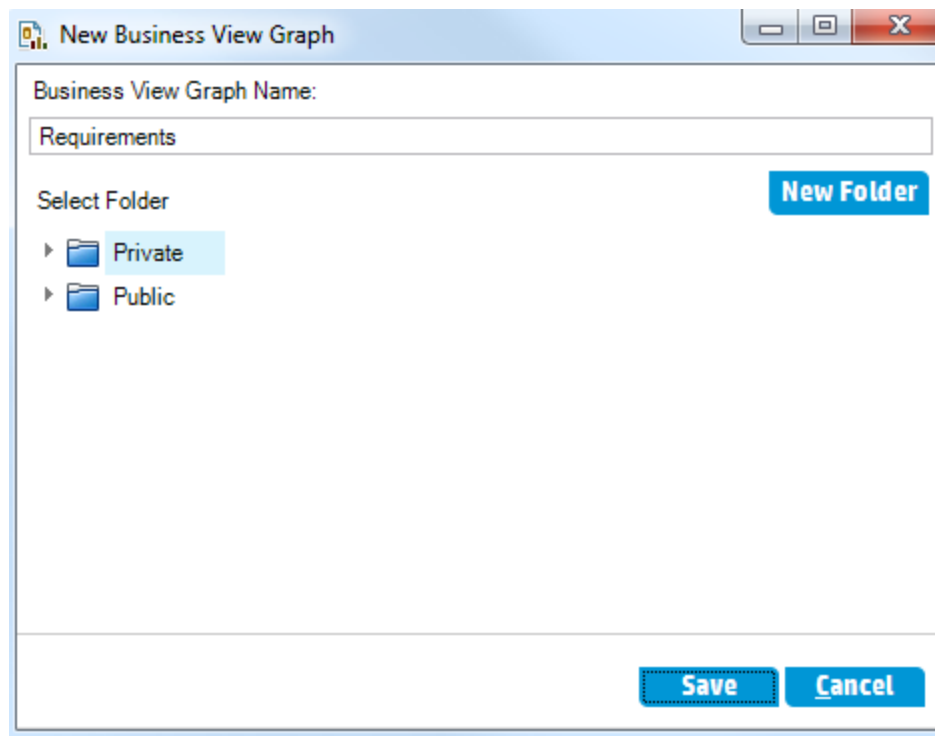 New Business View Graph
Business View Graph Name:
Requirements
New Folder
Select Folder
Private
Public
Save Cancel